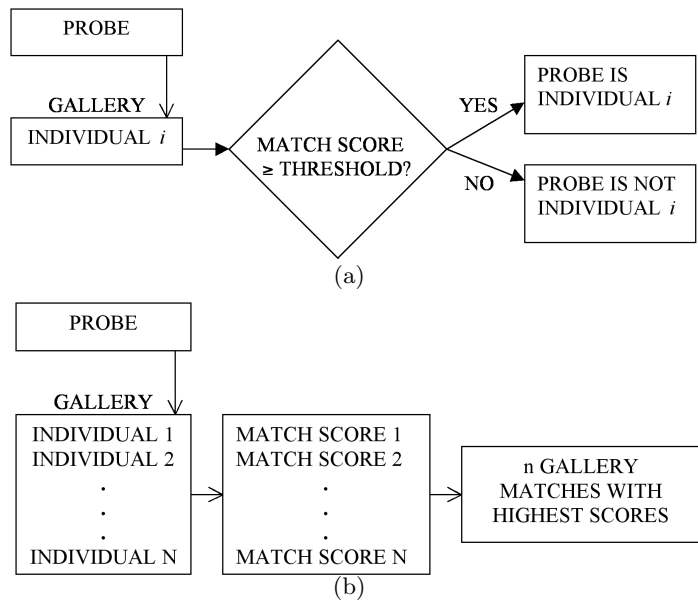 PROBE
GALLERY
INDIVIDUAL i
MATCH SCORE
≥ THRESHOLD?
YES
NO
PROBE IS
INDIVIDUAL i
PROBE IS NOT
INDIVIDUAL i
(a)
PROBE
GALLERY
INDIVIDUAL 1
INDIVIDUAL 2
.
.
.
INDIVIDUAL N
MATCH SCORE 1
MATCH SCORE 2
.
.
.
MATCH SCORE N
n GALLERY
MATCHES WITH
HIGHEST SCORES
(b)